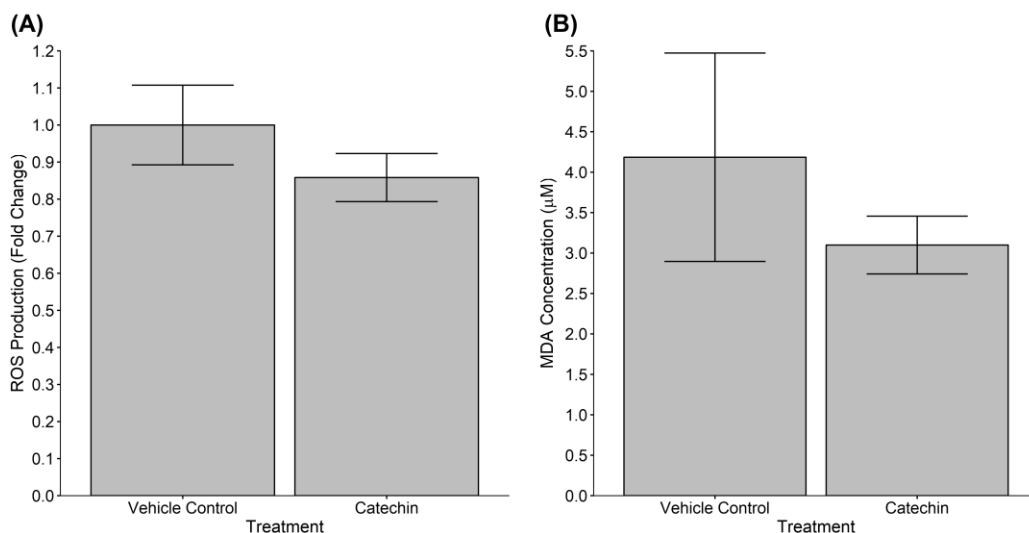 (A)
ROS Production (Fold Change)
1.2
1.1
1.0
0.9
0.8
0.7
0.6
0.5
0.4
0.3
0.2
0.1
0.0
Vehicle Control
Catechin
Treatment
(B)
MDA Concentration (μM)
5.5
5.0
4.5
4.0
3.5
3.0
2.5
2.0
1.5
1.0
0.5
0.0
Vehicle Control
Catechin
Treatment